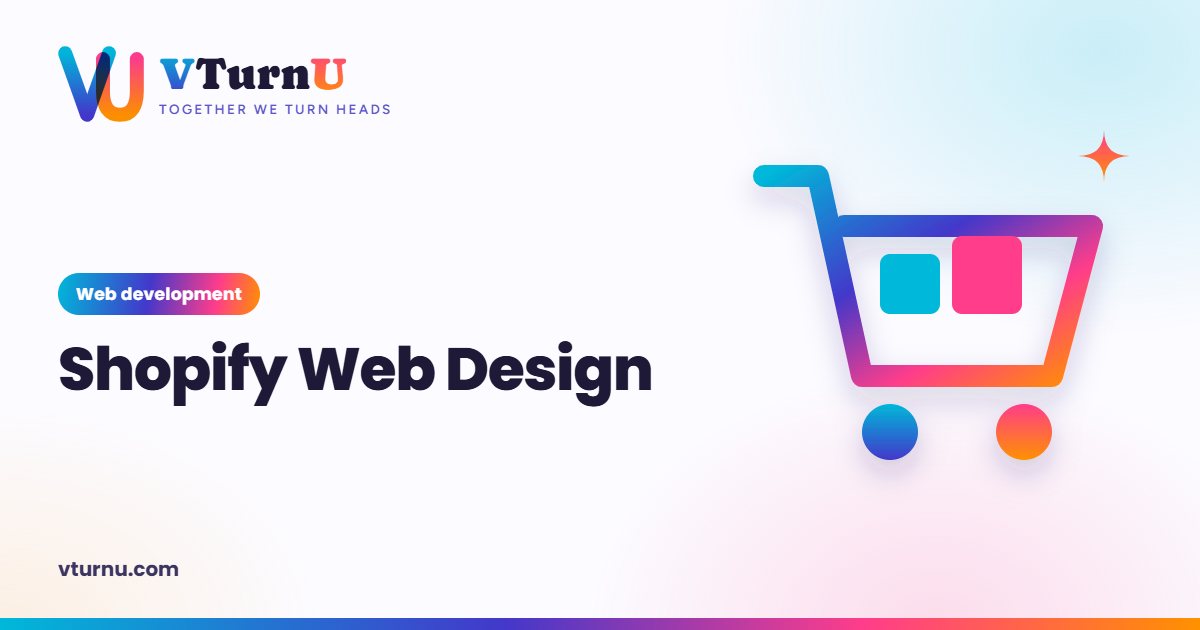 VTurnU
TOGETHER WE TURN HEADS
Web development
Shopify Web Design
vturnu.com